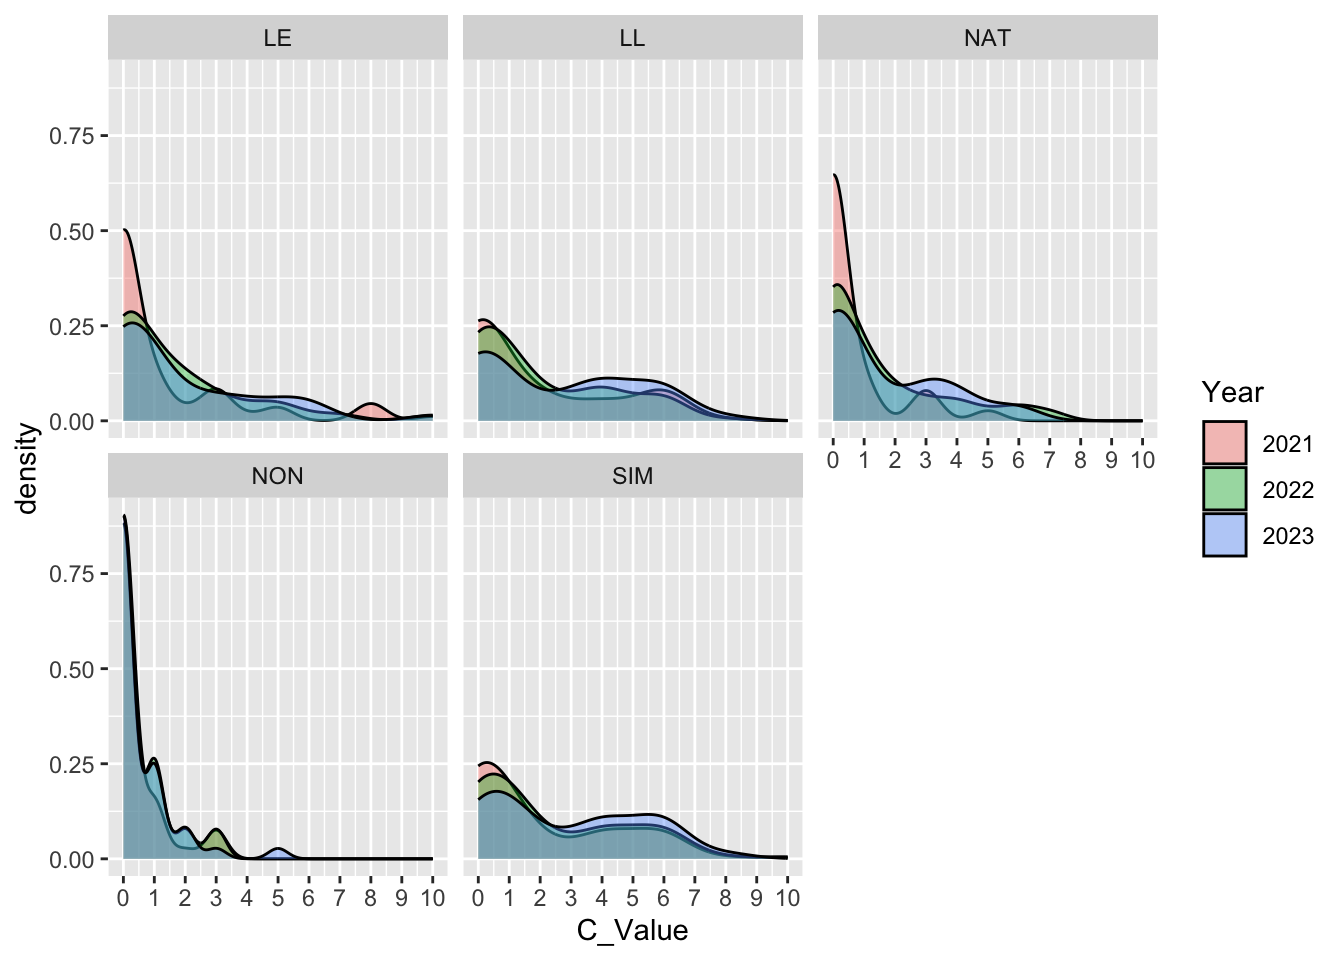 LE LL NAT
0.75
0.50
0.25
0.00
0 1 2 3 4 5 6 7 8 9 10
density
NON SIM
0.75
0.50
0.25
0.00
0 1 2 3 4 5 6 7 8 9 10 0 1 2 3 4 5 6 7 8 9 10
C_Value
Year
2021
2022
2023